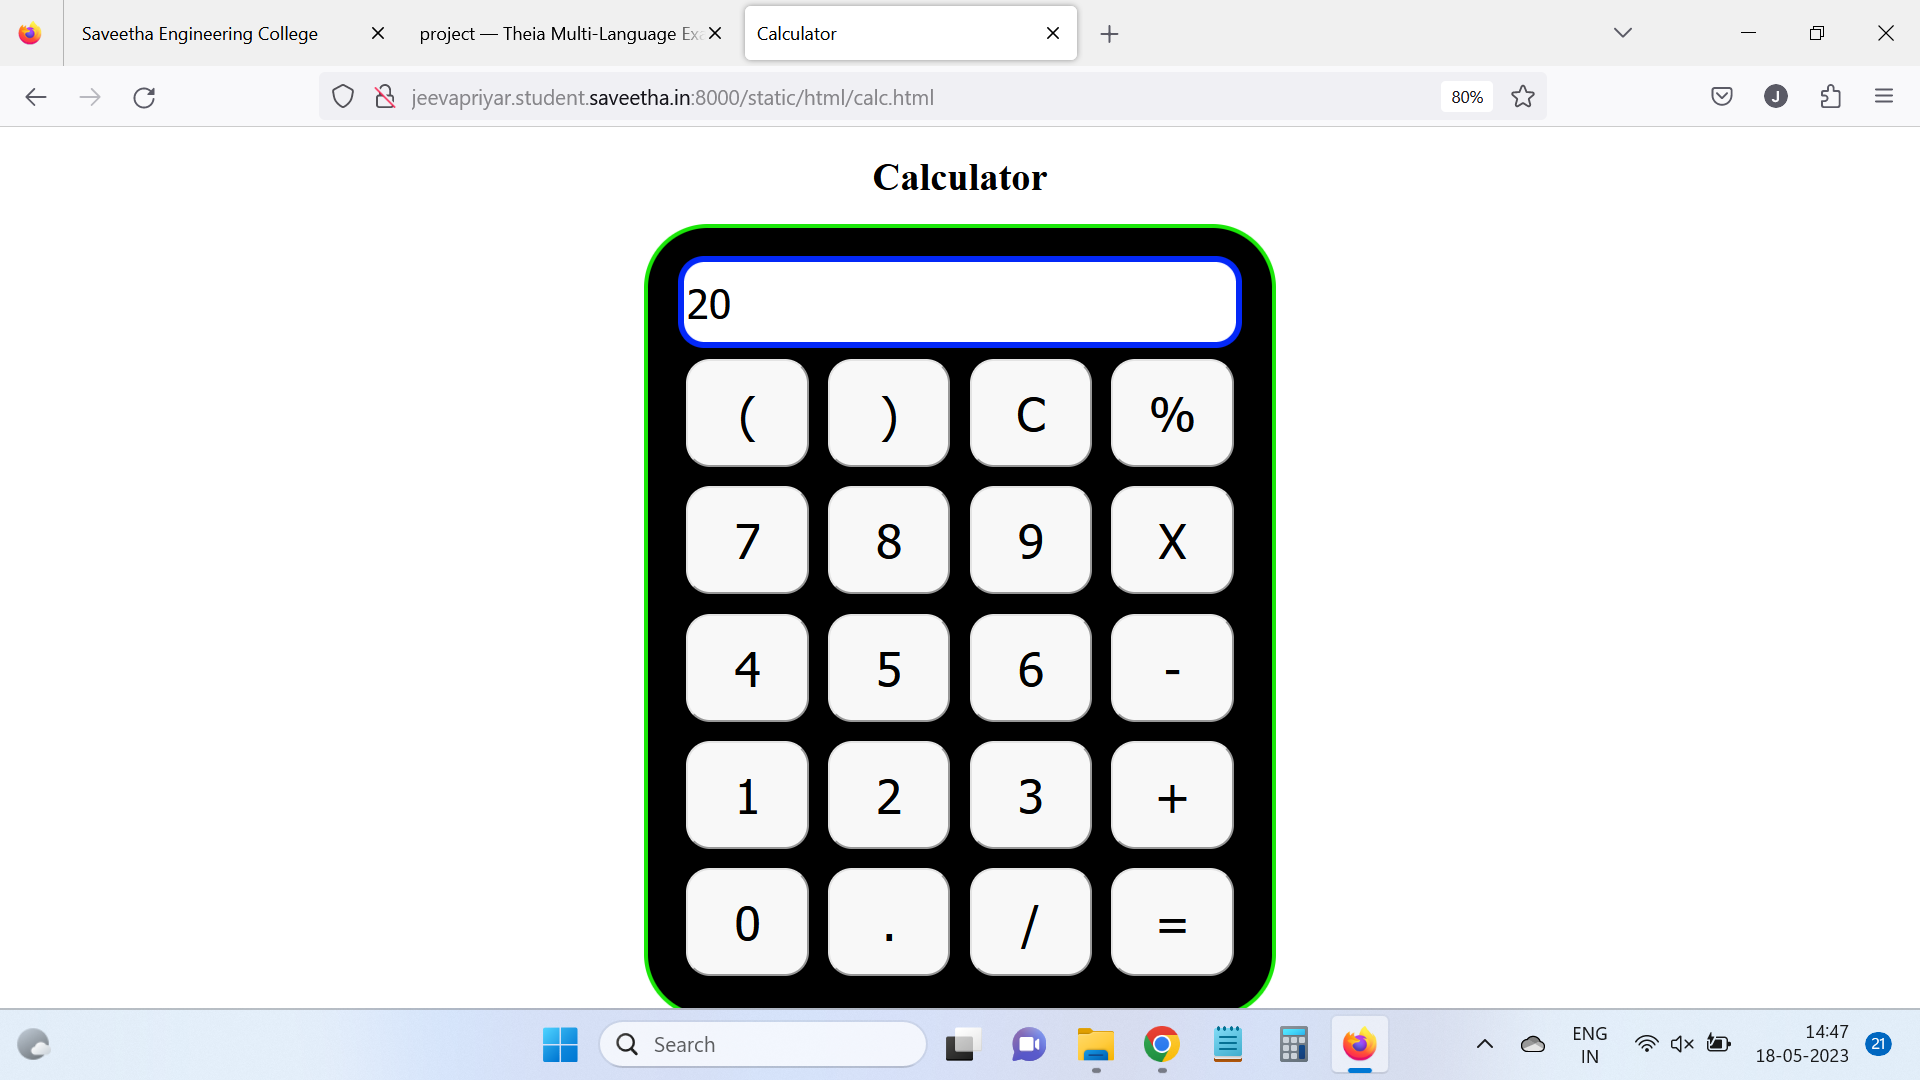 Saveetha Engineering College
project — Theia Multi-Language Exa
Calculator
jeevapriyar.student.saveetha.in:8000/static/html/calc.html
80%
J
Calculator
20
( ) C %
7 8 9 X
4 5 6 -
1 2 3 +
0 . / =
Search
ENG
IN
14:47
18-05-2023
21